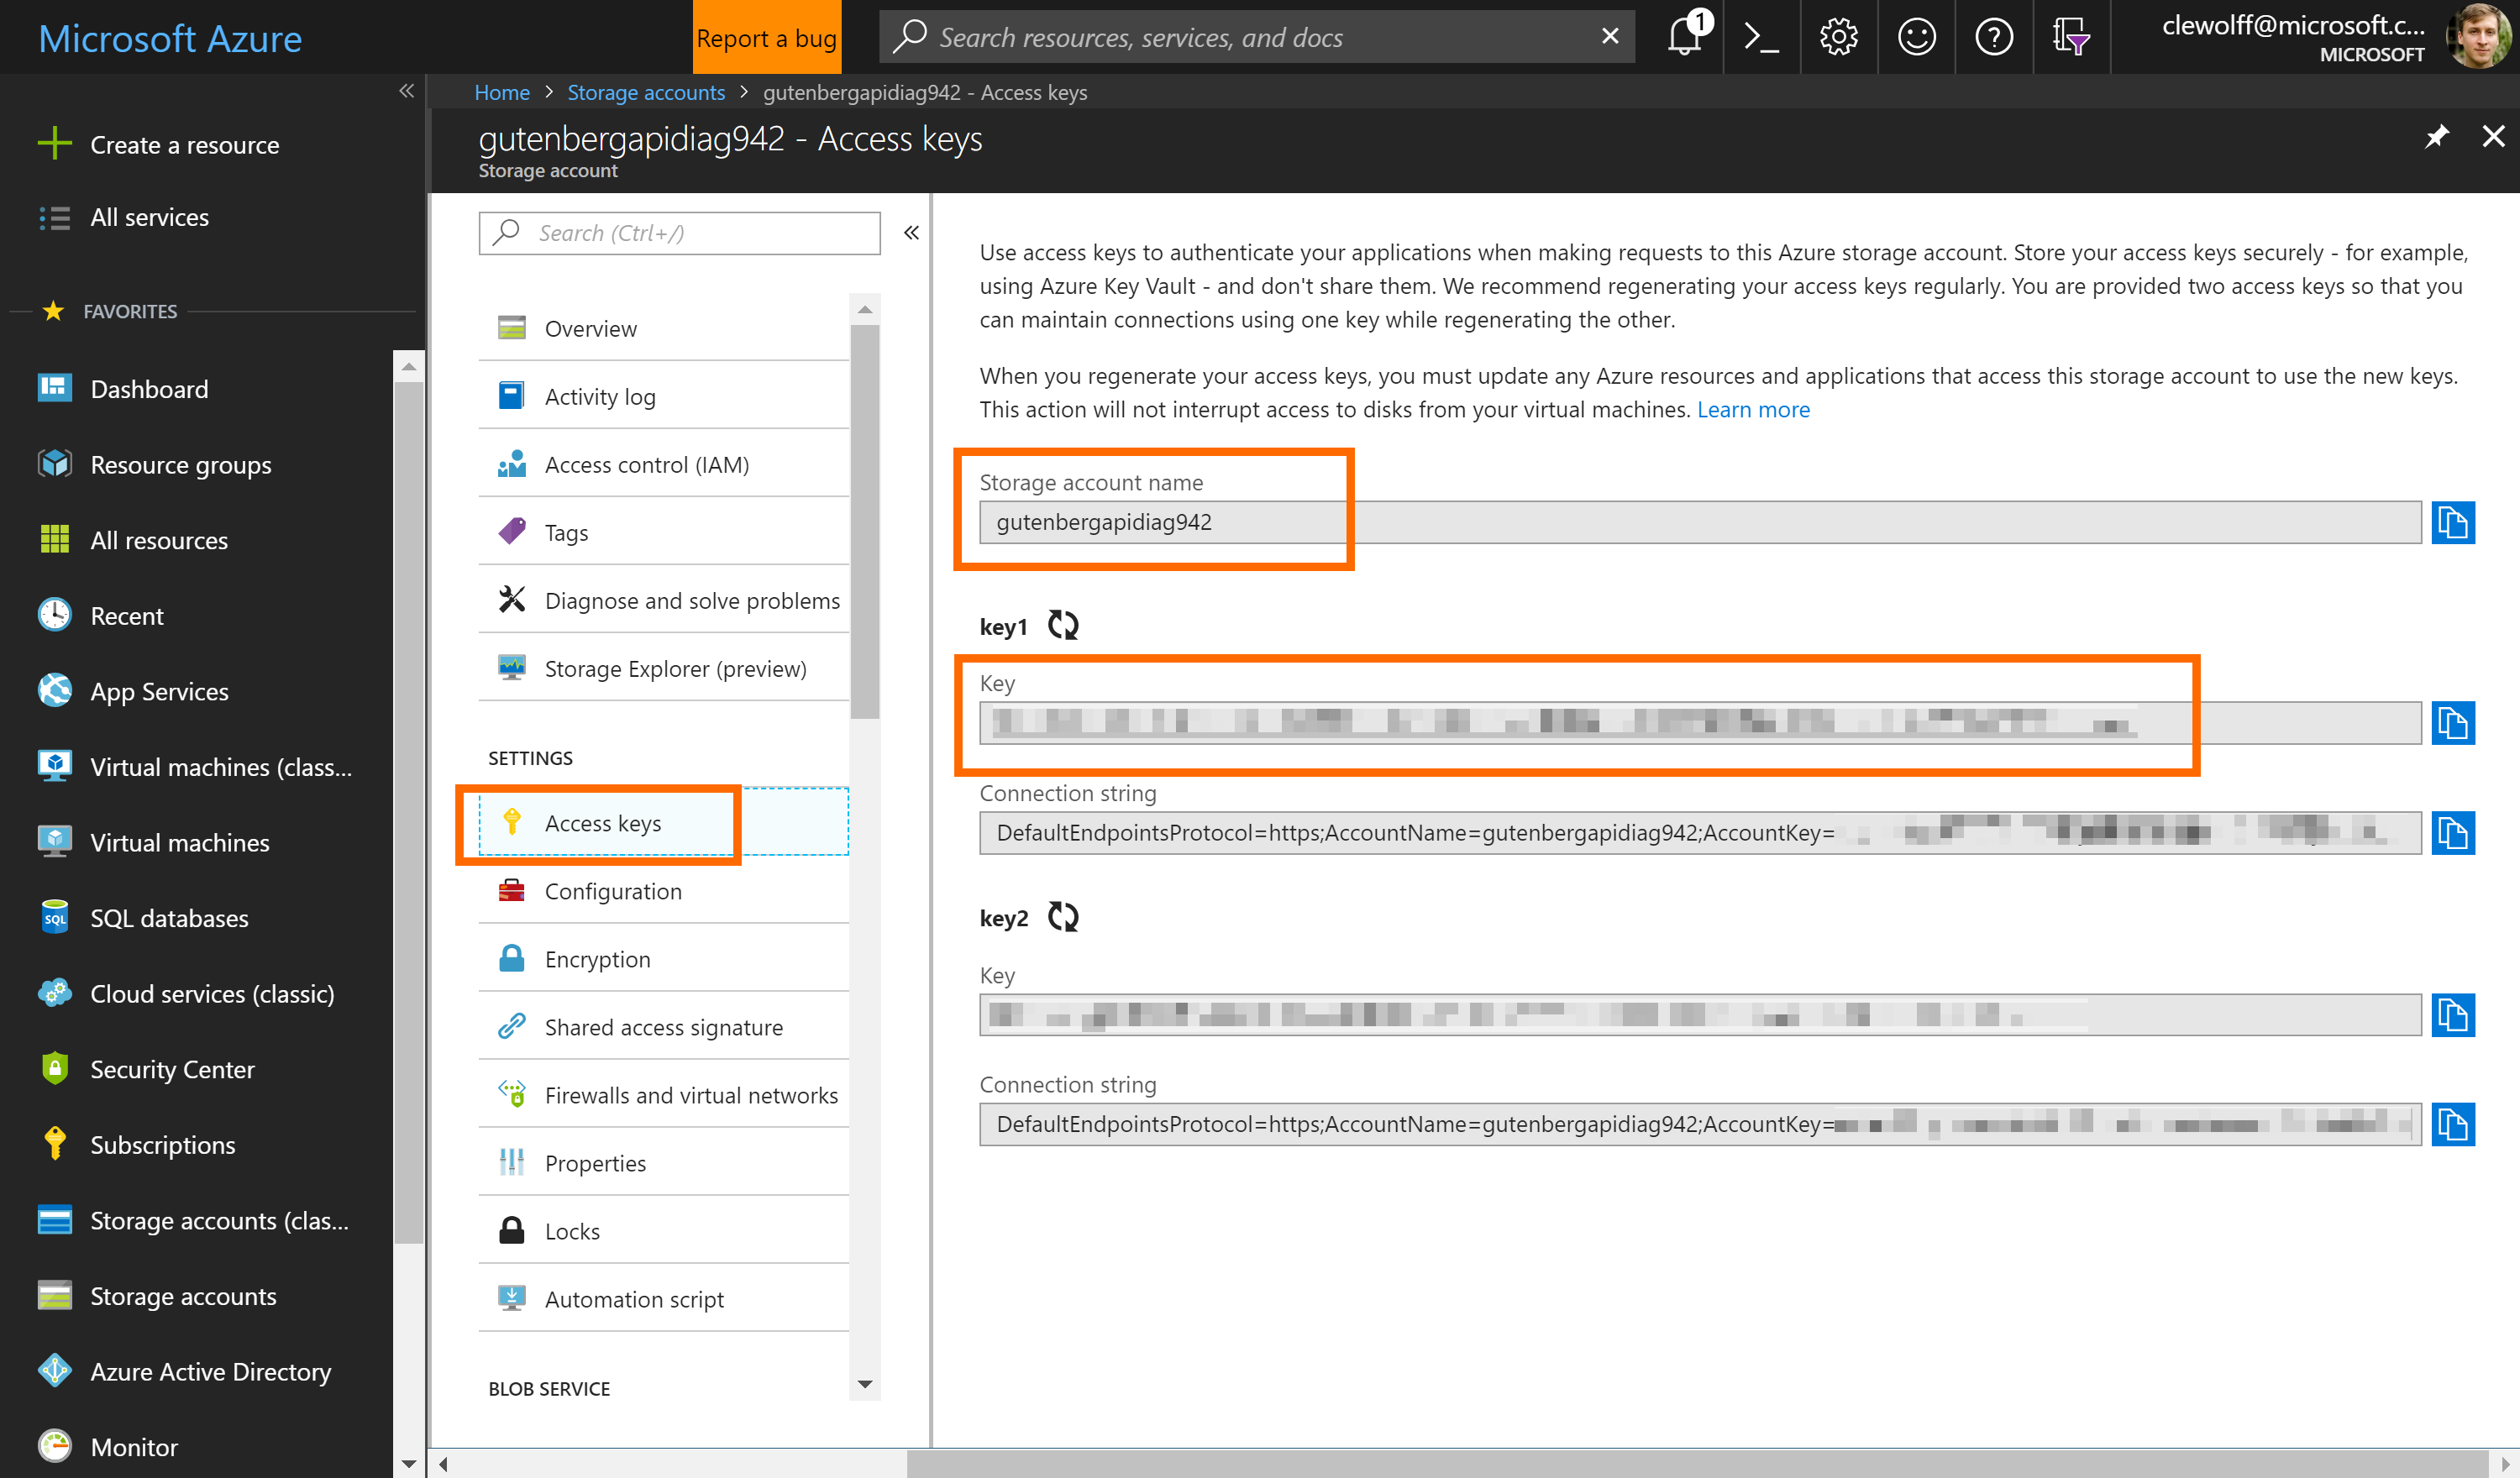 Microsoft Azure
Report a bug
Search resources, services, and docs
1
clewolff@microsoft.c...
MICROSOFT
Create a resource
All services
FAVORITES
Dashboard
Resource groups
All resources
Recent
App Services
Virtual machines (class...
Virtual machines
SQL
SQL databases
Cloud services (classic)
Security Center
Subscriptions
Storage accounts (clas...
Storage accounts
Azure Active Directory
Monitor
Home > Storage accounts > gutenbergapidiag942 - Access keys
gutenbergapidiag942 - Access keys
Storage account
Search (Ctrl+/)
Overview
Activity log
Access control (IAM)
Tags
Diagnose and solve problems
Storage Explorer (preview)
SETTINGS
Access keys
Configuration
Encryption
Shared access signature
Firewalls and virtual networks
Properties
Locks
Automation script
BLOB SERVICE
Use access keys to authenticate your applications when making requests to this Azure storage account. Store your access keys securely - for example,
using Azure Key Vault - and don't share them. We recommend regenerating your access keys regularly. You are provided two access keys so that you
can maintain connections using one key while regenerating the other.
When you regenerate your access keys, you must update any Azure resources and applications that access this storage account to use the new keys.
This action will not interrupt access to disks from your virtual machines. Learn more
Storage account name
gutenbergapidiag942
key1
Key
Connection string
DefaultEndpointsProtocol=https;AccountName=gutenbergapidiag942;AccountKey=
key2
Key
Connection string
DefaultEndpointsProtocol=https;AccountName=gutenbergapidiag942;AccountKey=